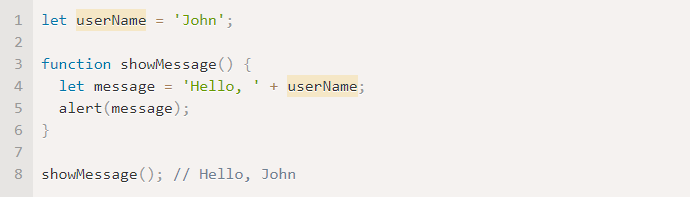 1 let userName = 'John';
2
3 function showMessage() {
4   let message = 'Hello, ' + userName;
5   alert(message);
6 }
7
8 showMessage(); // Hello, John